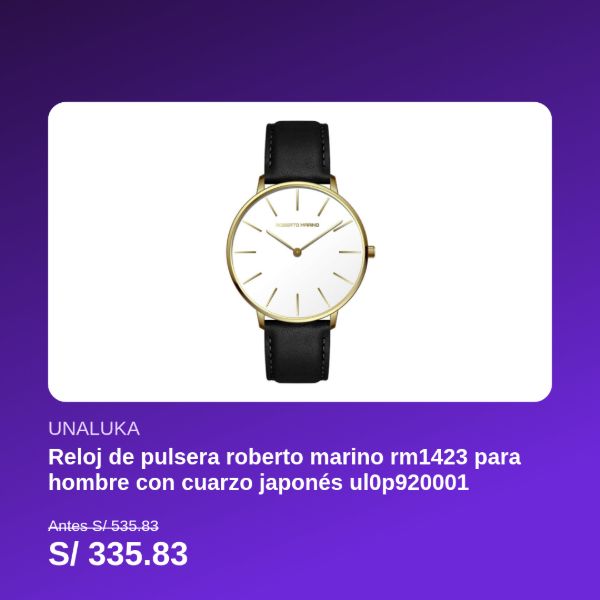 ROBERTO MARINO
UNALUKA
Reloj de pulsera roberto marino rm1423 para
hombre con cuarzo japonés ul0p920001
Antes S/ 535.83
S/ 335.83